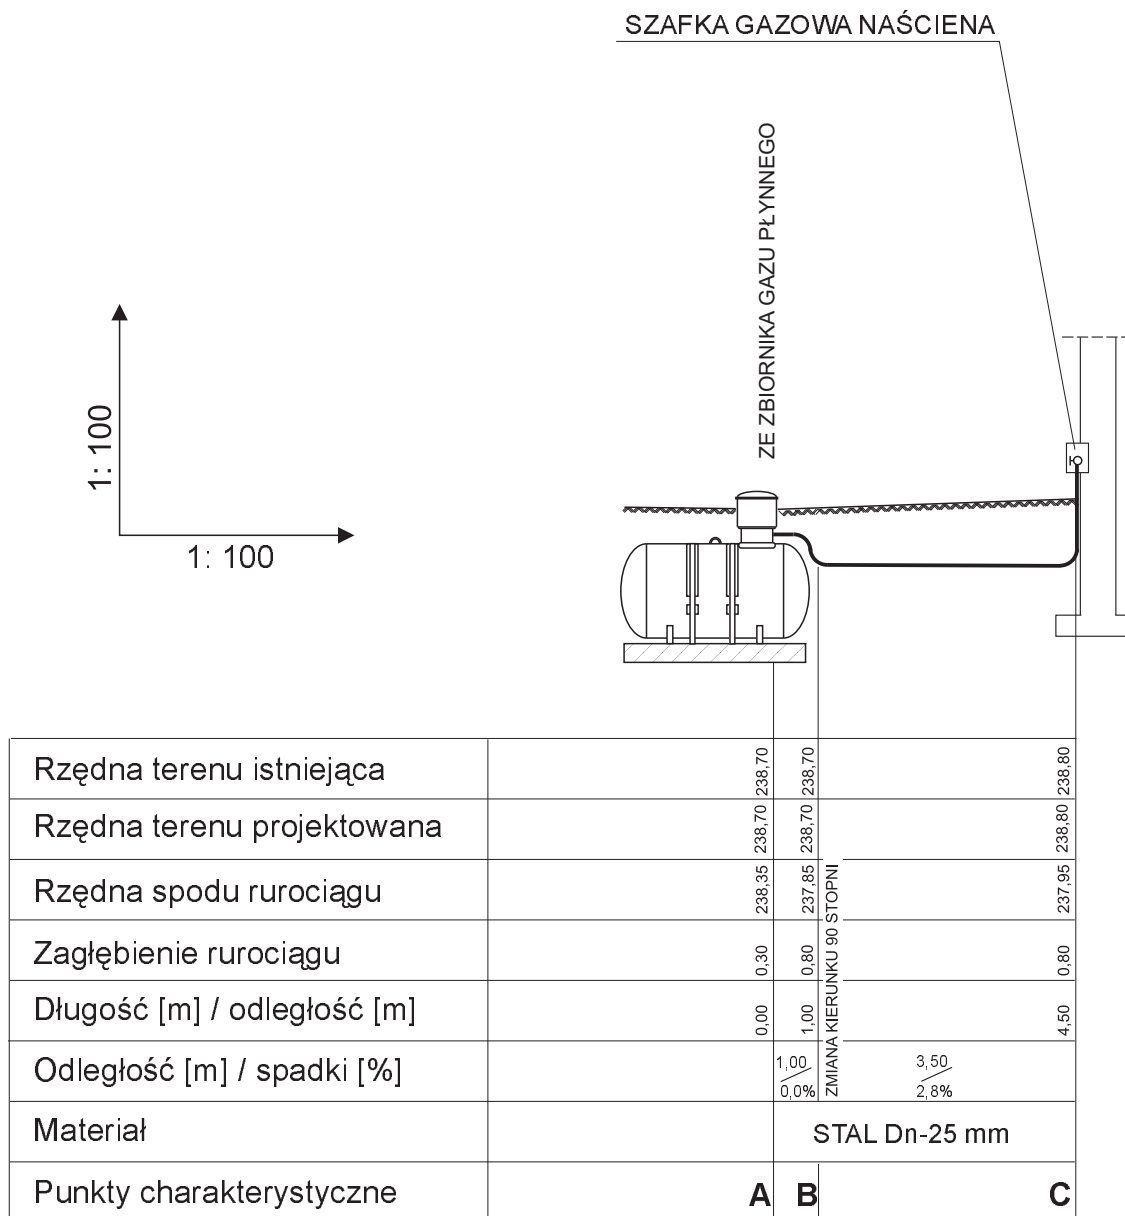 SZAFKA GAZOWA NAŚCIENA
ZE ZBIORNIKA GAZU PŁYNNEGO
1: 100
1: 100
Rzędna terenu istniejąca 238,70 238,70 238,80
Rzędna terenu projektowana 238,70 238,70 238,80
Rzędna spodu rurociągu 238,35 237,85 237,95
Zagłębienie rurociągu 0,30 0,80 0,80
Długość [m] / odległość [m] 0,00 1,00 4,50
ZMIANA KIERUNKU 90 STOPNI
Odległość [m] / spadki [%] 1,00 3,50
0,0% 2,8%
Materiał STAL Dn-25 mm
Punkty charakterystyczne A B C